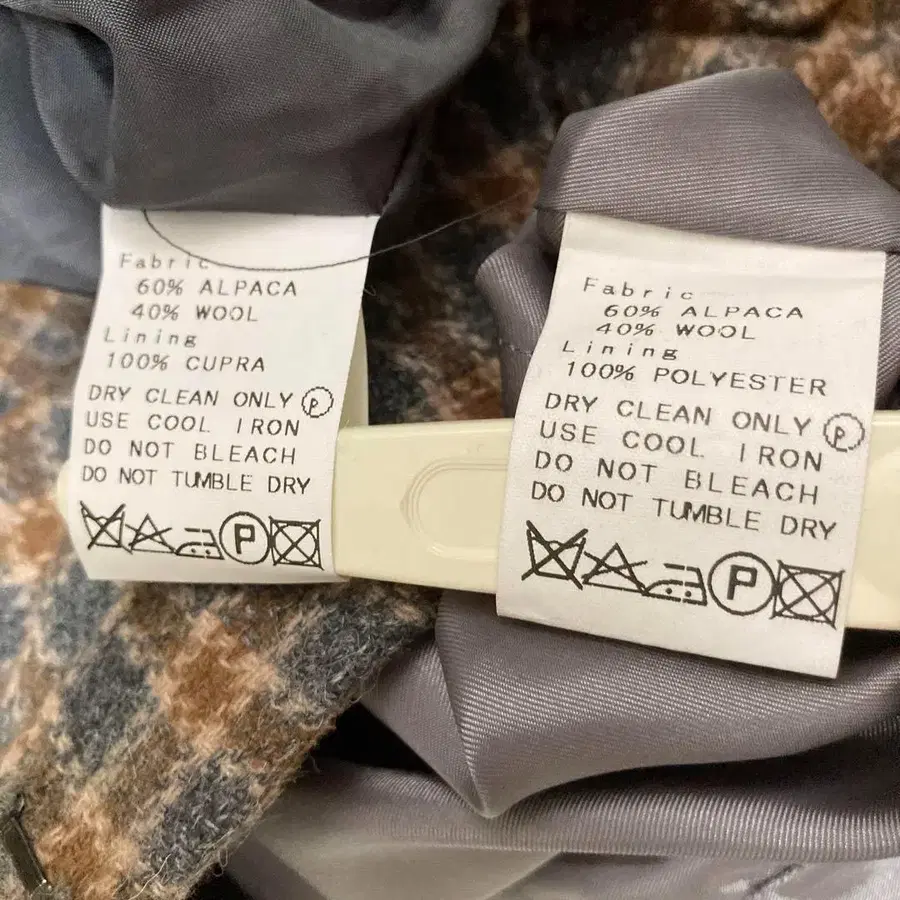 Fabric
60% ALPACA
40% WOOL
Lining
100% CUPRA
DRY CLEAN ONLY Ⓟ
USE COOL IRON
DO NOT BLEACH
DO NOT TUMBLE DRY
P
Fabric
60% ALPACA
40% WOOL
Lining
100% POLYESTER
DRY CLEAN ONLY Ⓟ
USE COOL IRON
DO NOT BLEACH
DO NOT TUMBLE DRY
P